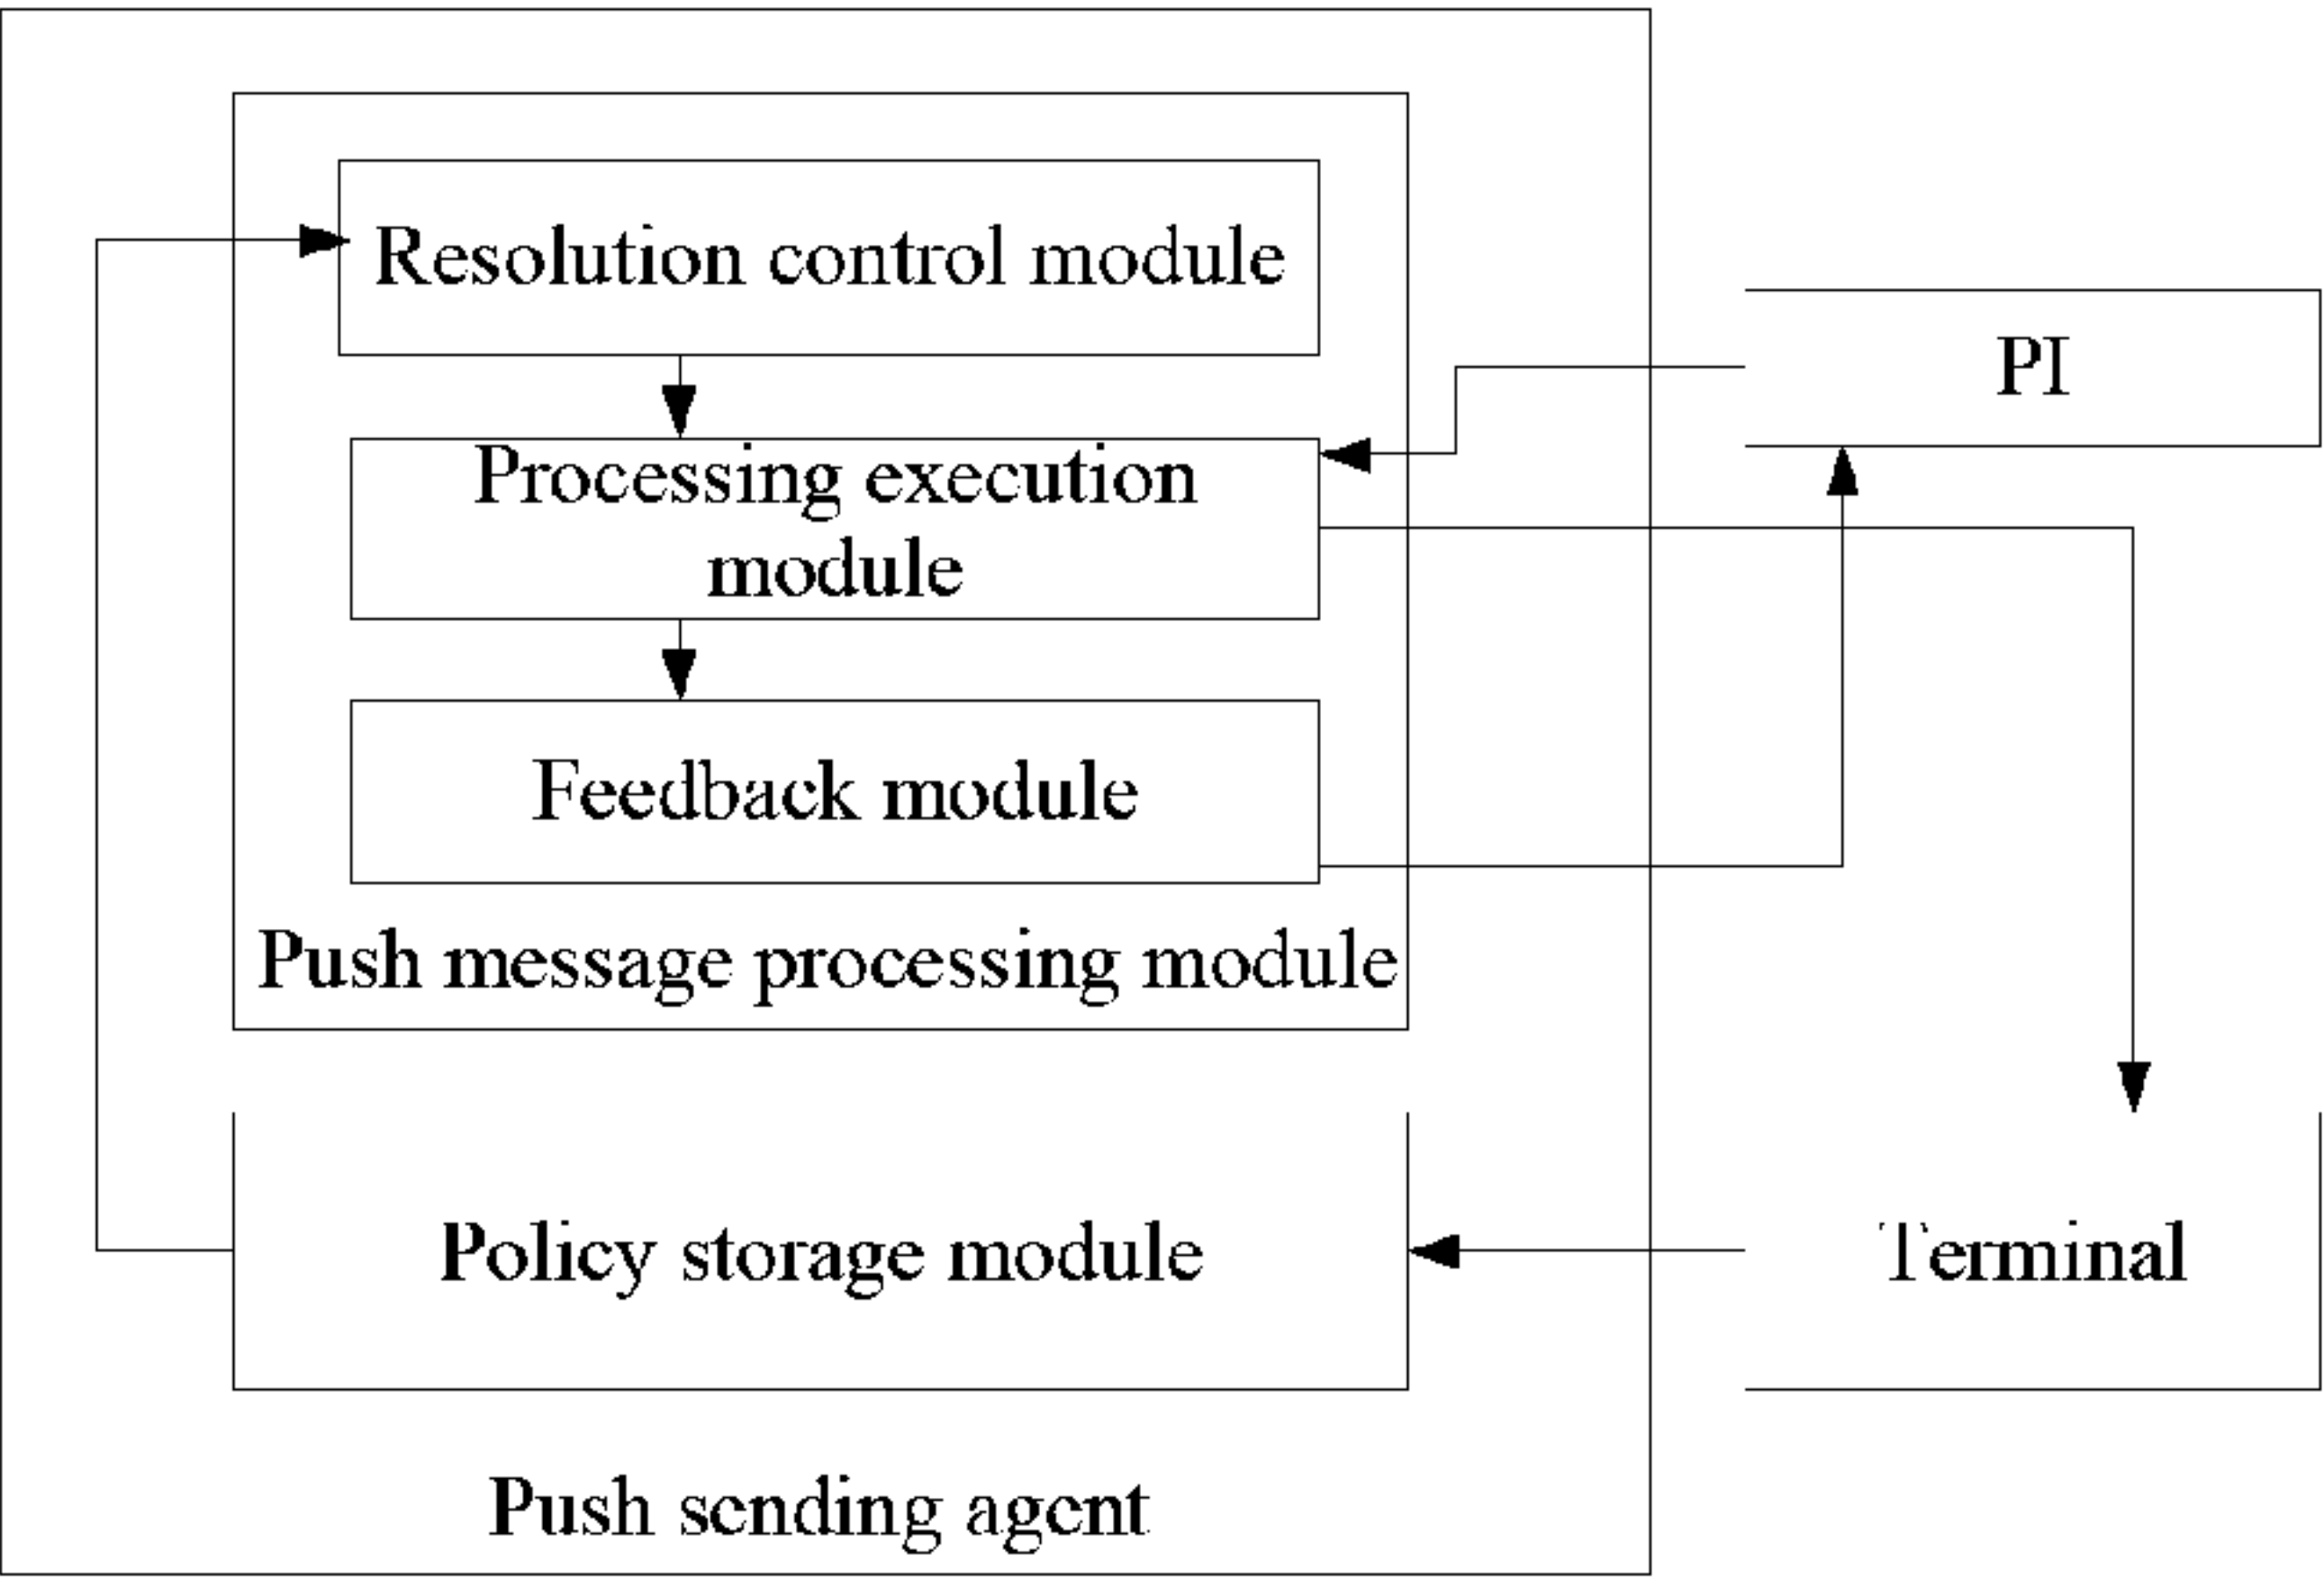 Resolution control module
PI
Processing execution
module
Feedback module
Push message processing module
Policy storage module
Terminal
Push sending agent